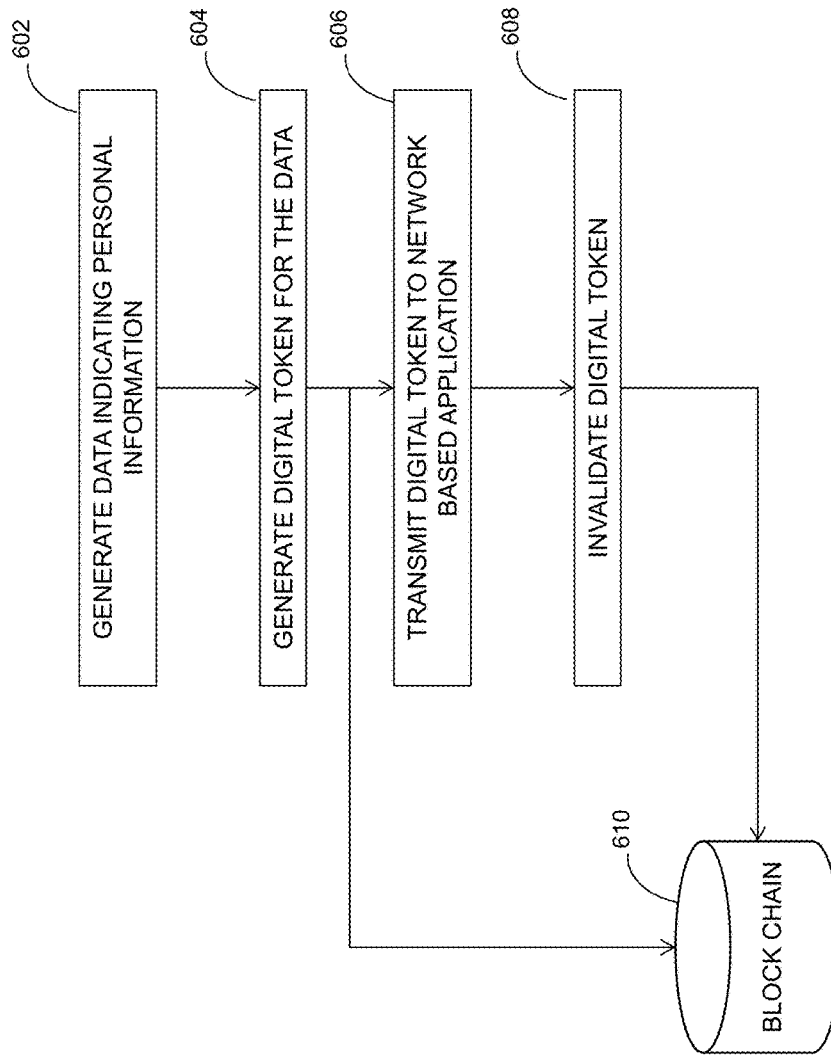 602
GENERATE DATA INDICATING PERSONAL
INFORMATION
604
GENERATE DIGITAL TOKEN FOR THE DATA
606
TRANSMIT DIGITAL TOKEN TO NETWORK
BASED APPLICATION
608
INVALIDATE DIGITAL TOKEN
610
BLOCK CHAIN